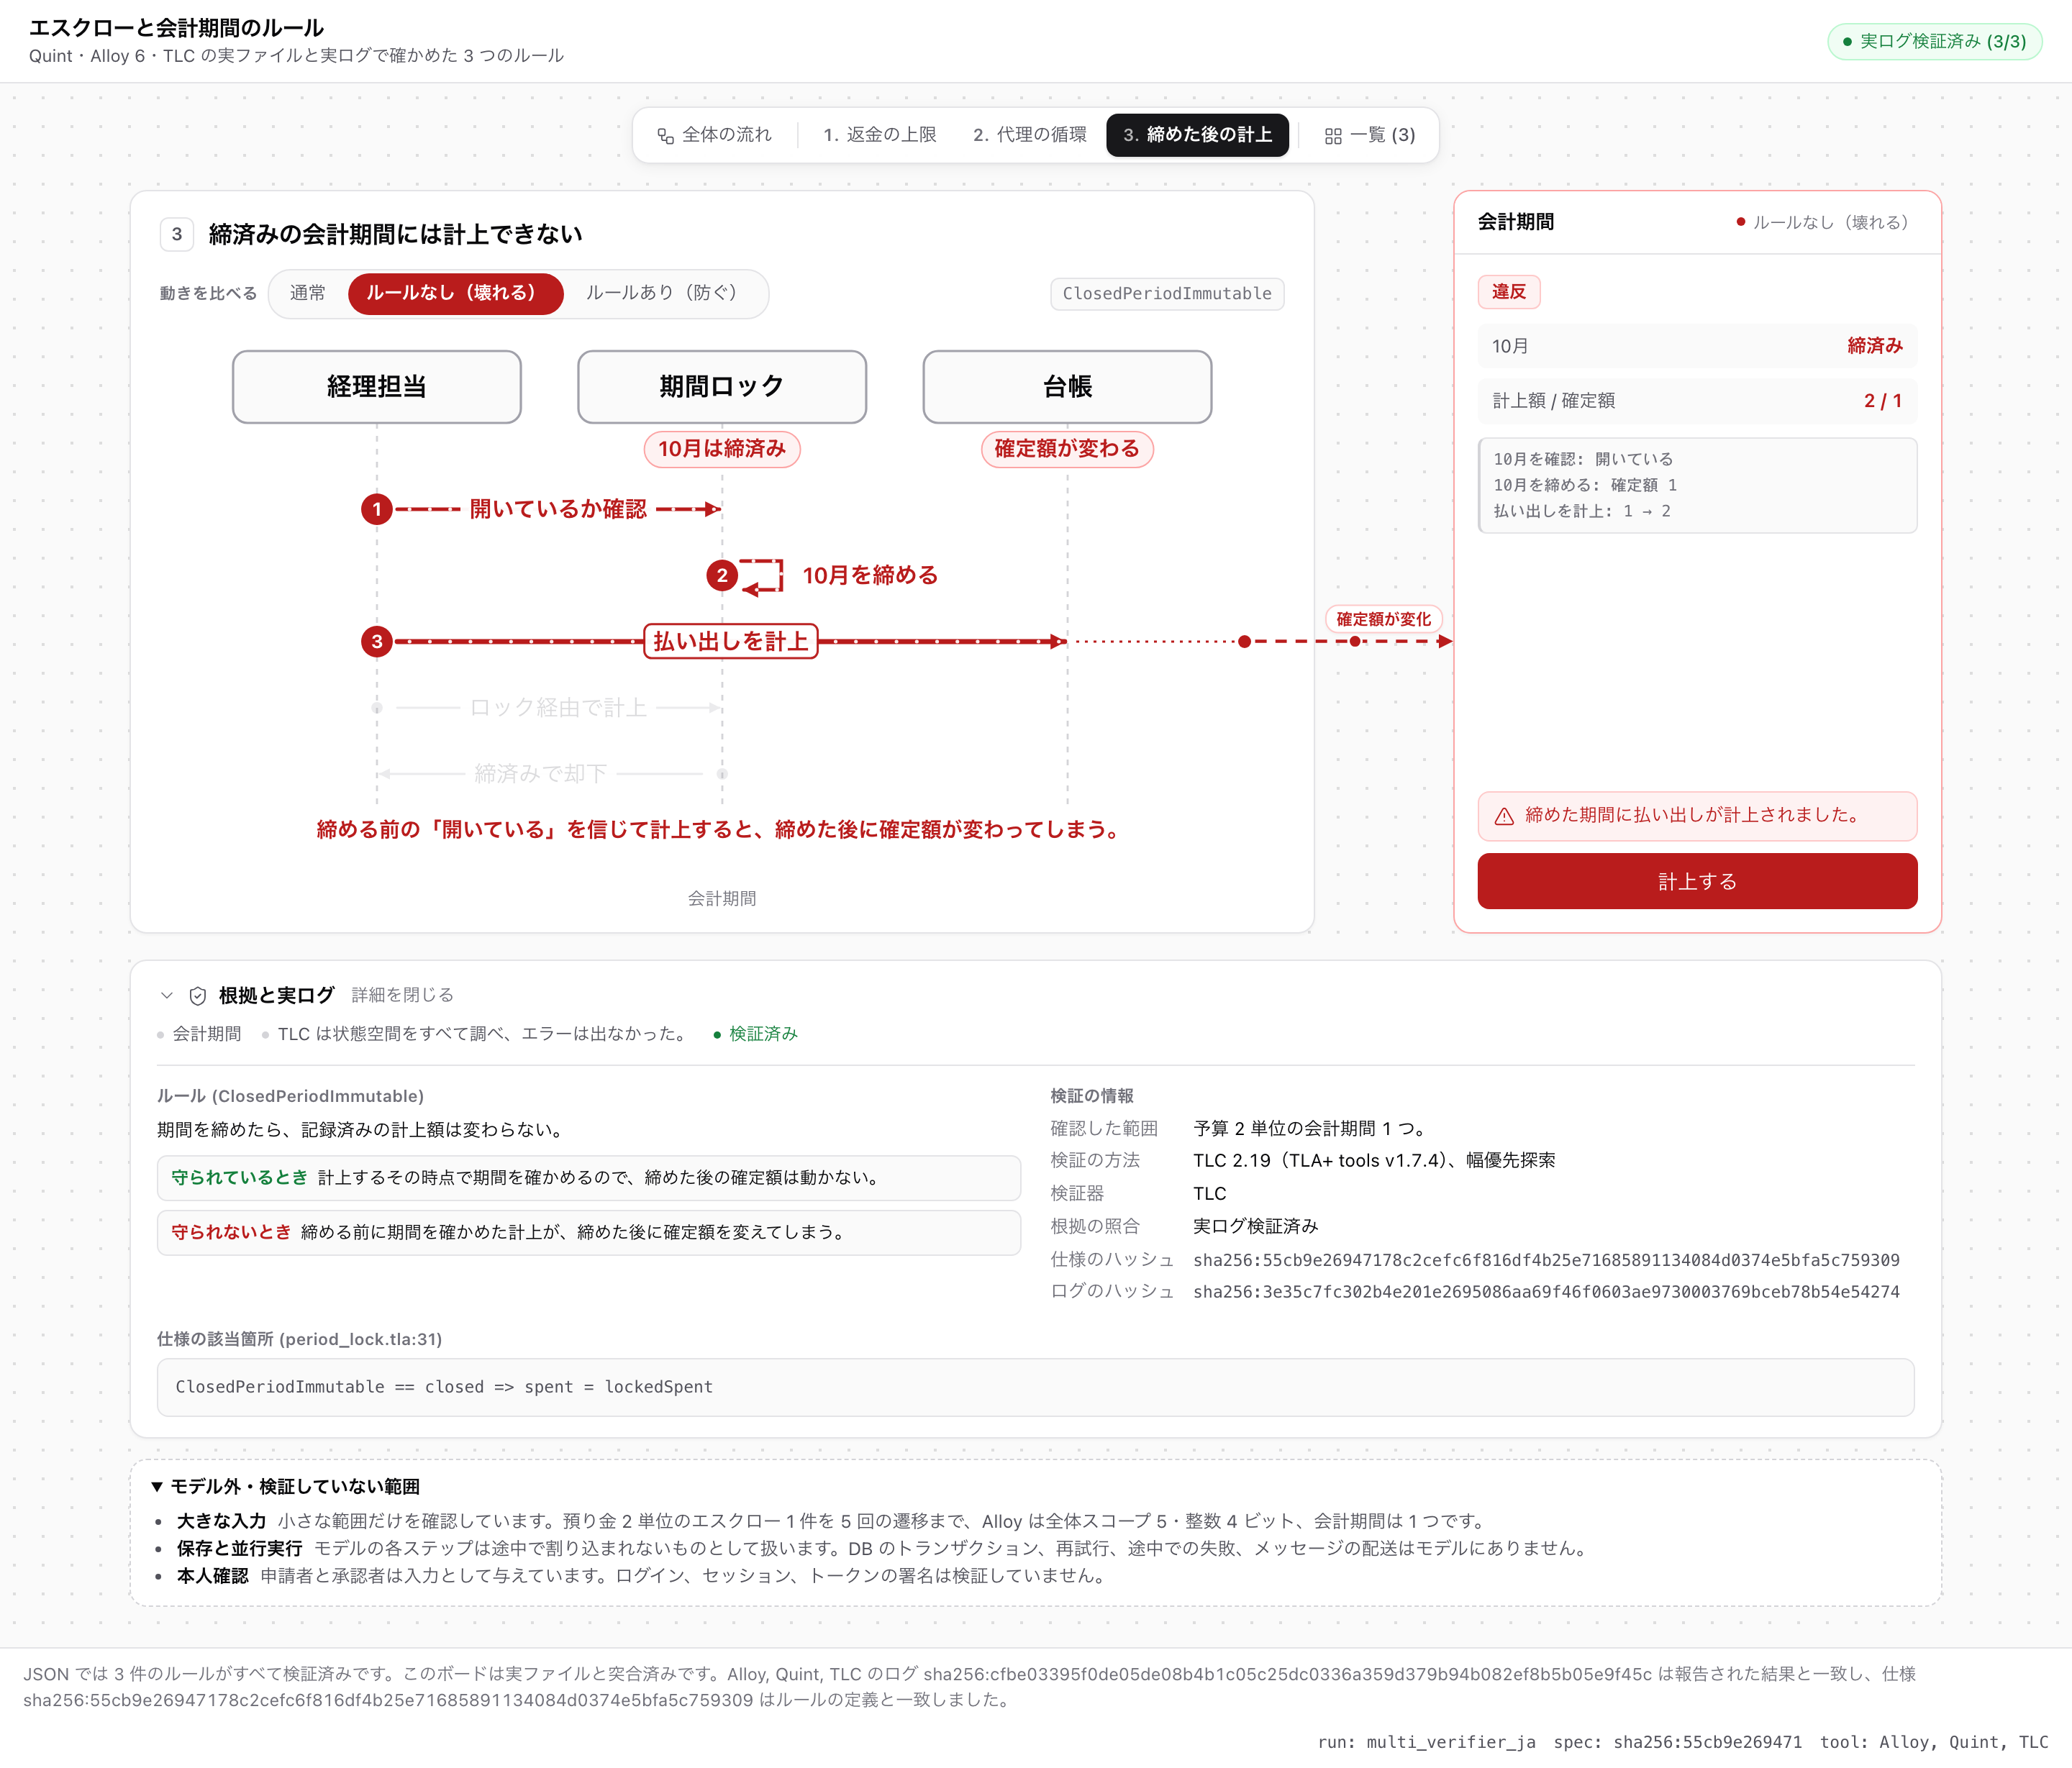 エスクローと会計期間のルール
Quint・Alloy 6・TLC の実ファイルと実ログで確かめた 3 つのルール
実ログ検証済み (3/3)
全体の流れ
1. 返金の上限
2. 代理の循環
3. 締めた後の計上
一覧 (3)
3 締済みの会計期間には計上できない
動きを比べる 通常 ルールなし（壊れる） ルールあり（防ぐ）
ClosedPeriodImmutable
経理担当
期間ロック
台帳
10月は締済み
確定額が変わる
1 開いているか確認
2 10月を締める
3 払い出しを計上
確定額が変化
ロック経由で計上
締済みで却下
締める前の「開いている」を信じて計上すると、締めた後に確定額が変わってしまう。
会計期間
会計期間
ルールなし（壊れる）
違反
10月 締済み
計上額 / 確定額 2 / 1
10月を確認: 開いている
10月を締める: 確定額 1
払い出しを計上: 1 → 2
締めた期間に払い出しが計上されました。
計上する
根拠と実ログ 詳細を閉じる
会計期間 TLC は状態空間をすべて調べ、エラーは出なかった。 検証済み
ルール (ClosedPeriodImmutable)
期間を締めたら、記録済みの計上額は変わらない。
守られているとき 計上するその時点で期間を確かめるので、締めた後の確定額は動かない。
守られないとき 締める前に期間を確かめた計上が、締めた後に確定額を変えてしまう。
検証の情報
確認した範囲 予算 2 単位の会計期間 1 つ。
検証の方法 TLC 2.19（TLA+ tools v1.7.4）、幅優先探索
検証器 TLC
根拠の照合 実ログ検証済み
仕様のハッシュ sha256:55cb9e26947178c2cefc6f816df4b25e71685891134084d0374e5bfa5c759309
ログのハッシュ sha256:3e35c7fc302b4e201e2695086aa69f46f0603ae9730003769bceb78b54e54274
仕様の該当箇所 (period_lock.tla:31)
ClosedPeriodImmutable == closed => spent = lockedSpent
▼ モデル外・検証していない範囲
• 大きな入力 小さな範囲だけを確認しています。預り金 2 単位のエスクロー 1 件を 5 回の遷移まで、Alloy は全体スコープ 5・整数 4 ビット、会計期間は 1 つです。
• 保存と並行実行 モデルの各ステップは途中で割り込まれないものとして扱います。DB のトランザクション、再試行、途中での失敗、メッセージの配送はモデルにありません。
• 本人確認 申請者と承認者は入力として与えています。ログイン、セッション、トークンの署名は検証していません。
JSON では 3 件のルールがすべて検証済みです。このボードは実ファイルと突合済みです。Alloy, Quint, TLC のログ sha256:cfbe03395f0de05de08b4b1c05c25dc0336a359d379b94b082ef8b5b05e9f45c は報告された結果と一致し、仕様
sha256:55cb9e26947178c2cefc6f816df4b25e71685891134084d0374e5bfa5c759309 はルールの定義と一致しました。
run: multi_verifier_ja spec: sha256:55cb9e269471 tool: Alloy, Quint, TLC